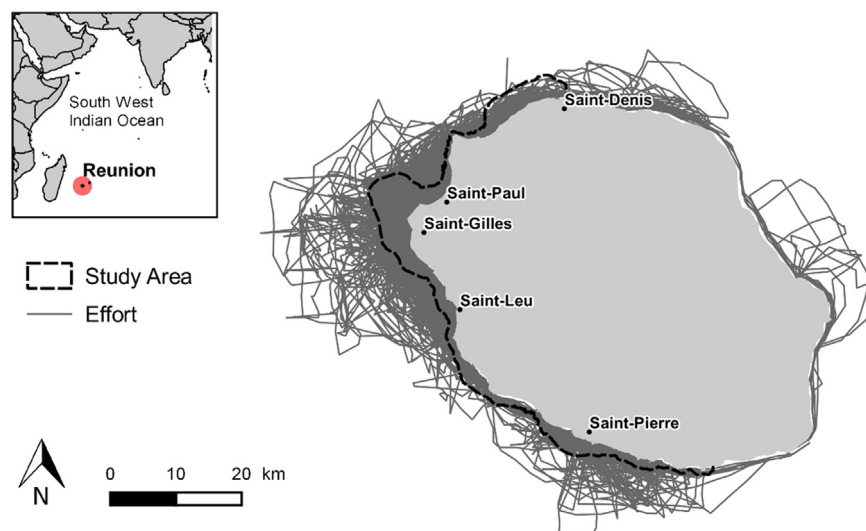 South West
Indian Ocean
Reunion
Study Area
Effort
N
0 10 20 km
Saint-Denis
Saint-Paul
Saint-Gilles
Saint-Leu
Saint-Pierre